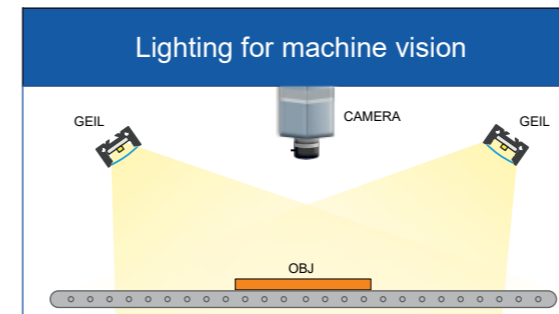 Lighting for machine vision
CAMERA
GEIL
GEIL
OBJ